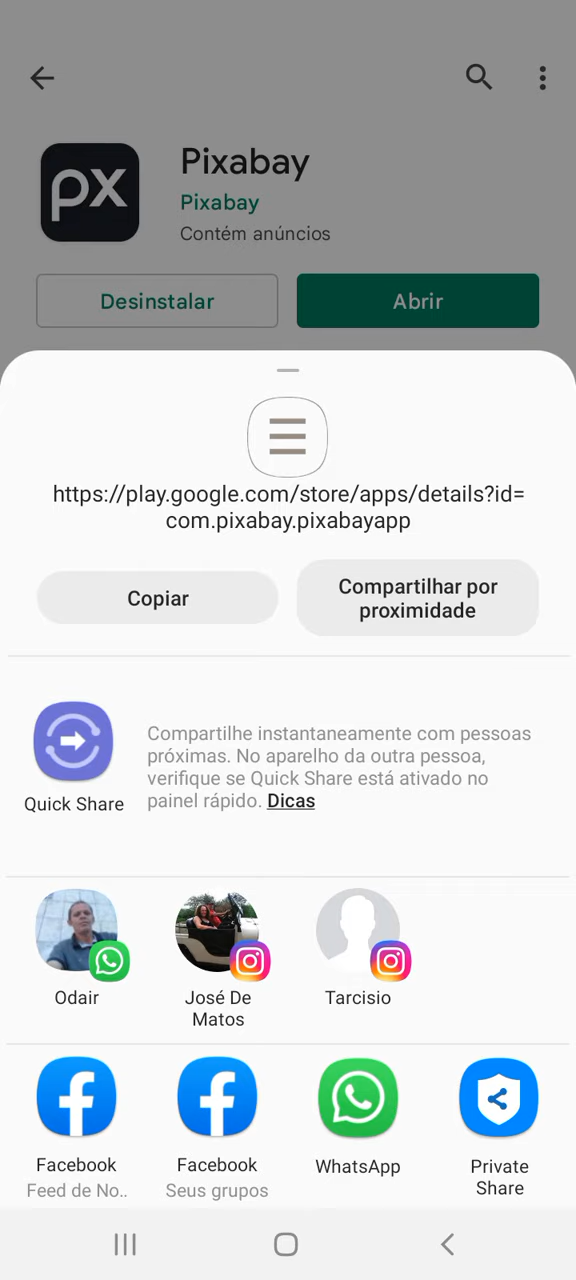 px
Pixabay
Pixabay
Contém anúncios
Desinstalar
Abrir
https://play.google.com/store/apps/details?id=
com.pixabay.pixabayapp
Copiar
Compartilhar por
proximidade
Compartilhe instantaneamente com pessoas
próximas. No aparelho da outra pessoa,
verifique se Quick Share está ativado no
painel rápido. Dicas
Quick Share
Odair
José De
Matos
Tarcisio
Facebook
Feed de No..
Facebook
Seus grupos
WhatsApp
Private
Share